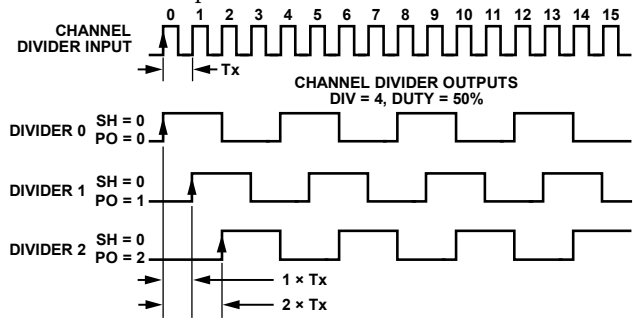 0 1 2 3 4 5 6 7 8 9 10 11 12 13 14 15
CHANNEL
DIVIDER INPUT
Tx
CHANNEL DIVIDER OUTPUTS
DIV = 4, DUTY = 50%
DIVIDER 0 SH = 0
PO = 0
DIVIDER 1 SH = 0
PO = 1
DIVIDER 2 SH = 0
PO = 2
1 × Tx
2 × Tx